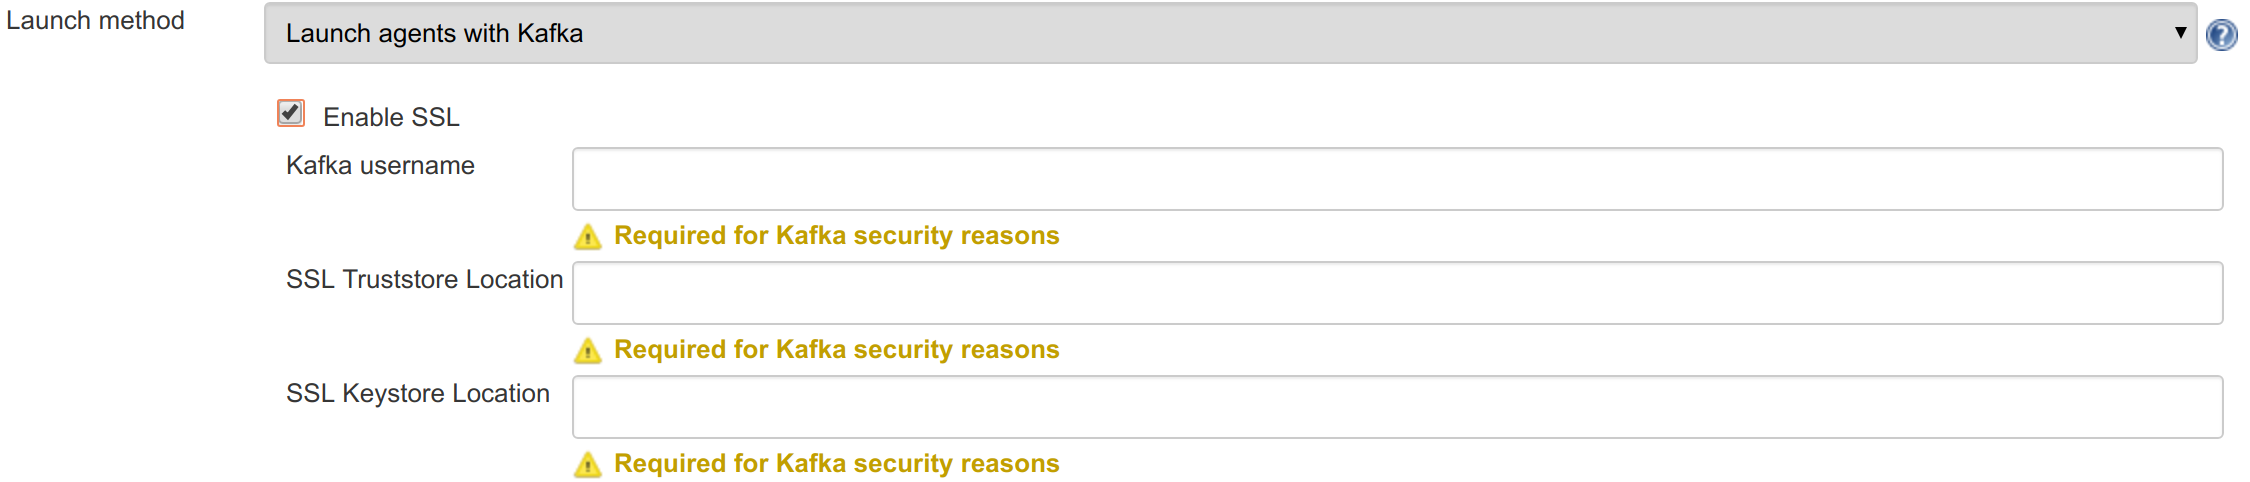 Launch method
Launch agents with Kafka
Enable SSL
Kafka username
Required for Kafka security reasons
SSL Truststore Location
Required for Kafka security reasons
SSL Keystore Location
Required for Kafka security reasons